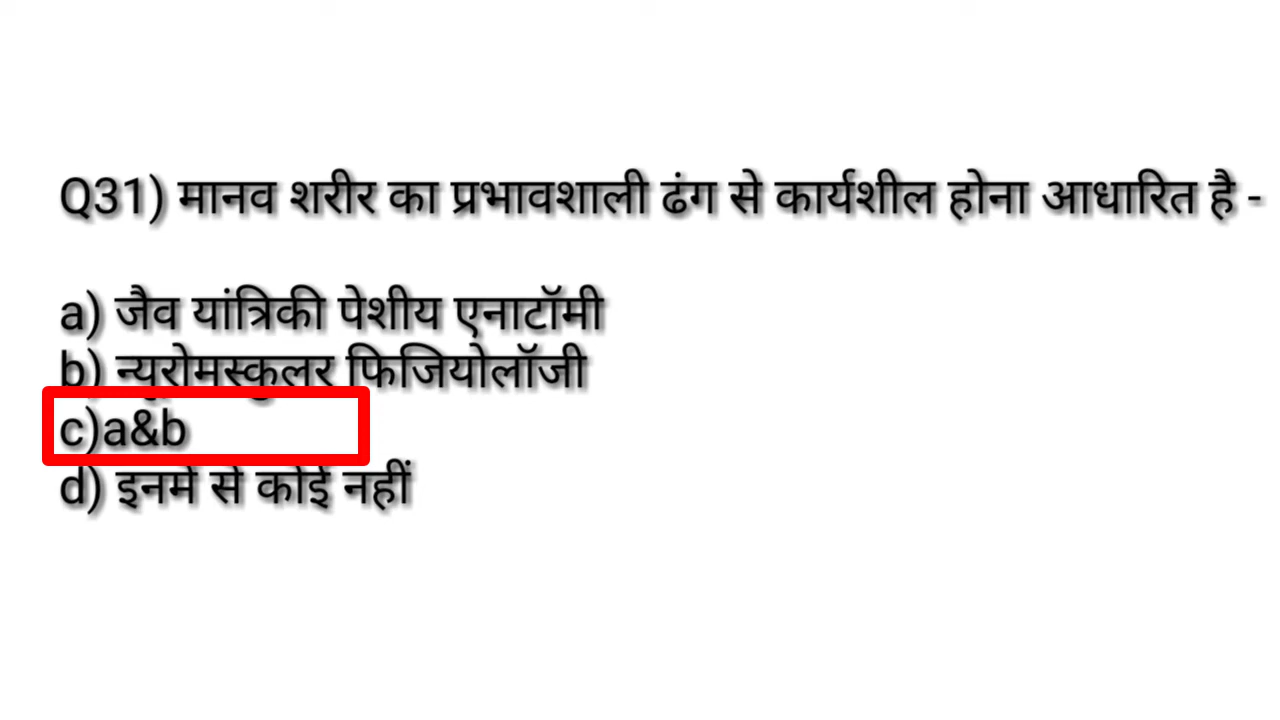 Q31) मानव शरीर का प्रभावशाली ढंग से कार्यशील होना आधारित है -
a) जैव यांत्रिकी पेशीय एनाटॉमी
b) न्यूरोमस्कुलर फिजियोलॉजी
c)a&b
d) इनमें से कोई नहीं